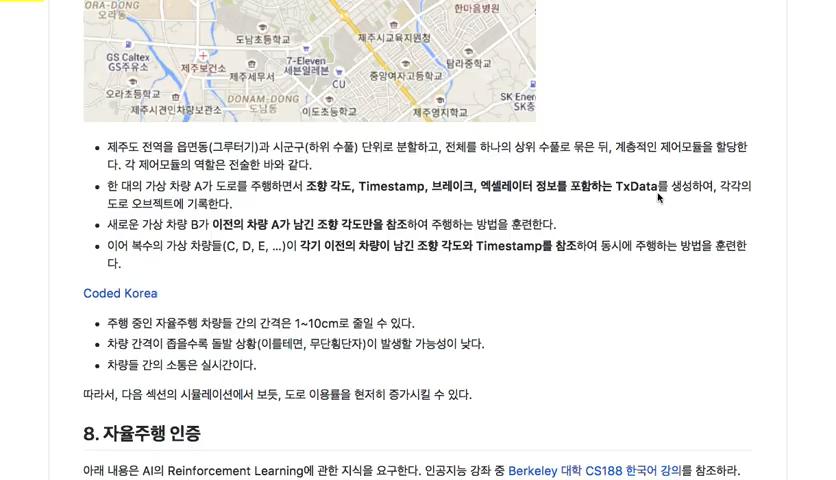 ORA-DONG
오라동
한마음병원
도남초등학교
제주시교육지원청
GS Caltex
GS주유소
제주보건소
7-Eleven
세븐일레븐
탐라중학교
제주세무서
CU
중앙여자고등학교
오라초등학교
DONAM-DONG
도남동
SK Ener
SK충
제주시견인차량보관소
이도초등학교
제주영지학교
제주도 전역을 읍면동(그루터기)과 시군구(하위 수풀) 단위로 분할하고, 전체를 하나의 상위 수풀로 묶은 뒤, 계층적인 제어모듈을 할당한
다. 각 제어모듈의 역할은 전술한 바와 같다.
한 대의 가상 차량 A가 도로를 주행하면서 조향 각도, Timestamp, 브레이크, 엑셀레이터 정보를 포함하는 TxData를 생성하여, 각각의
도로 오브젝트에 기록한다.
새로운 가상 차량 B가 이전의 차량 A가 남긴 조향 각도만을 참조하여 주행하는 방법을 훈련한다.
이어 복수의 가상 차량들(C, D, E, ...)이 각기 이전의 차량이 남긴 조향 각도와 Timestamp를 참조하여 동시에 주행하는 방법을 훈련한
다.
Coded Korea
주행 중인 자율주행 차량들 간의 간격은 1~10cm로 줄일 수 있다.
차량 간격이 좁을수록 돌발 상황(이를테면, 무단횡단자)이 발생할 가능성이 낮다.
차량들 간의 소통은 실시간이다.
따라서, 다음 섹션의 시뮬레이션에서 보듯, 도로 이용률을 현저히 증가시킬 수 있다.
8. 자율주행 인증
아래 내용은 AI의 Reinforcement Learning에 관한 지식을 요구한다. 인공지능 강좌 중 Berkeley 대학 CS188 한국어 강의를 참조하라.